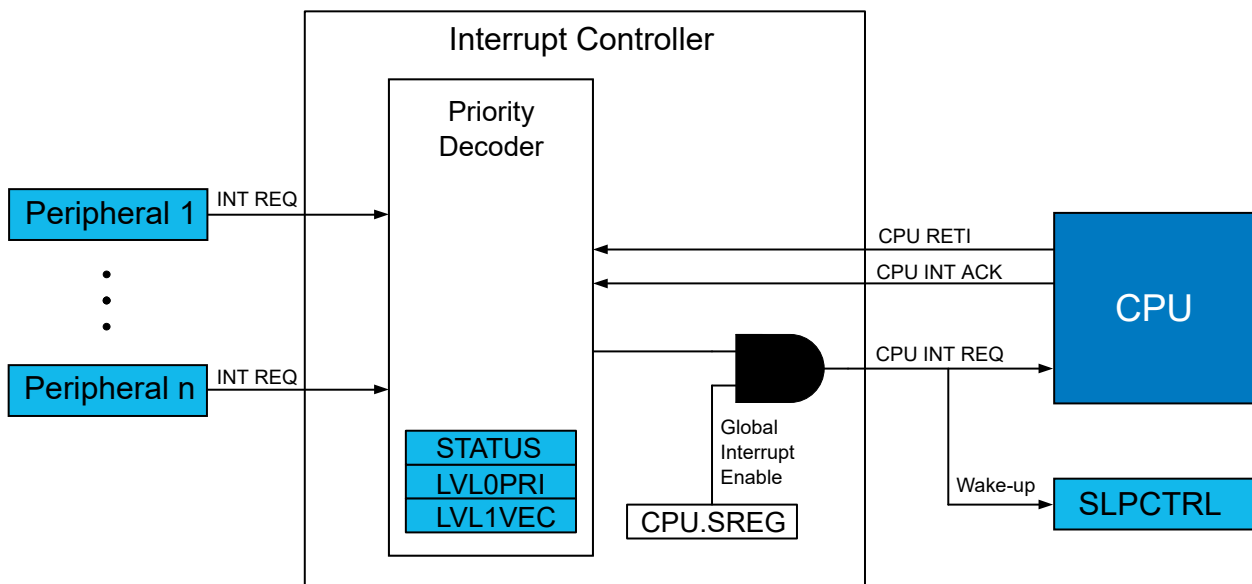 Interrupt Controller
Priority
Decoder
Peripheral 1
INT REQ
Peripheral n
INT REQ
STATUS
LVL0PRI
LVL1VEC
CPU RETI
CPU INT ACK
CPU INT REQ
CPU
Global
Interrupt
Enable
CPU.SREG
Wake-up
SLPCTRL